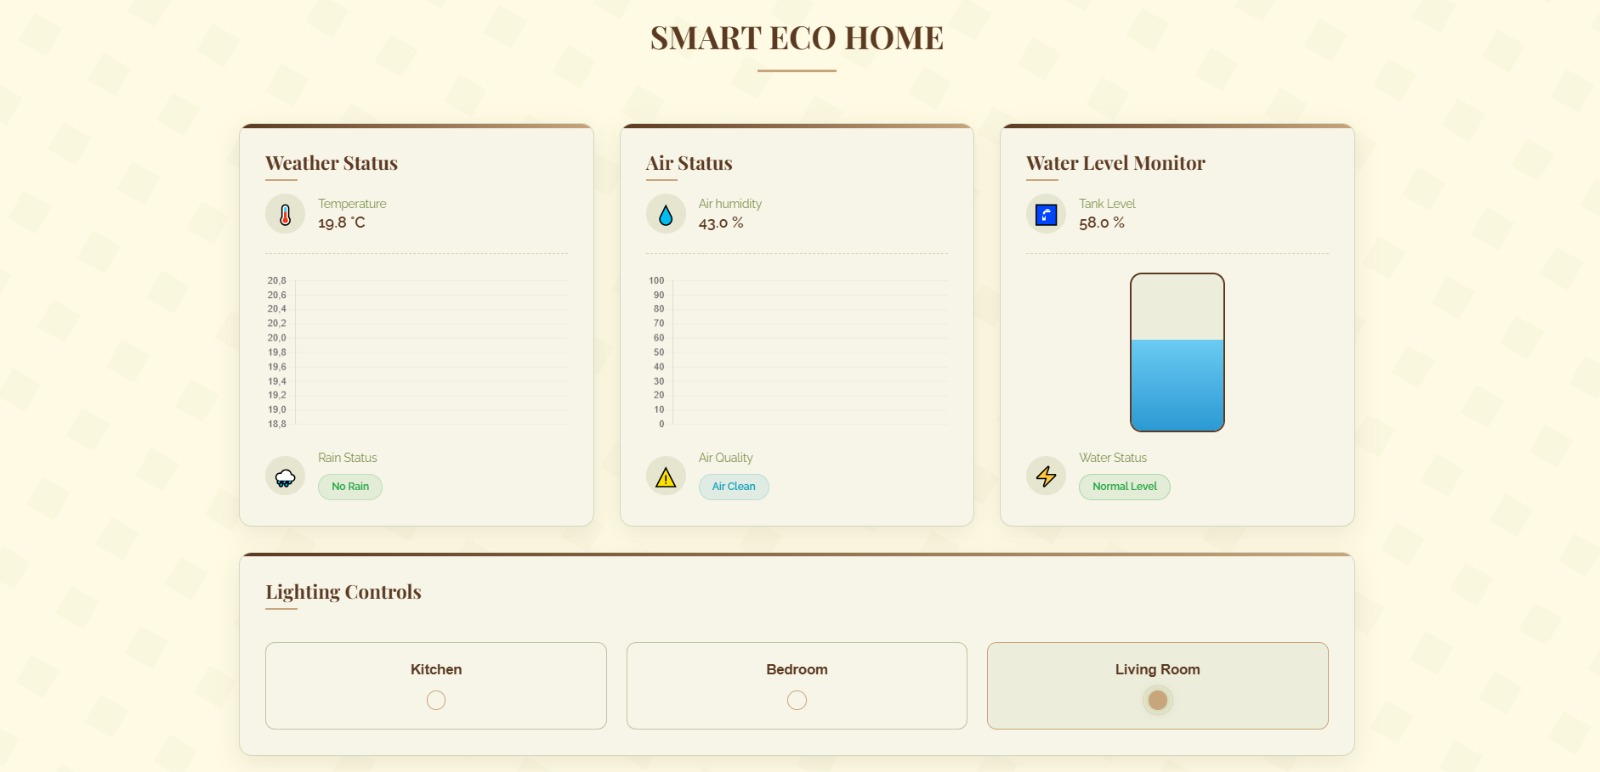 SMART ECO HOME
Weather Status
Temperature
19.8 °C
20,8
20,6
20,4
20,2
20,0
19,8
19,6
19,4
19,2
19,0
18,8
Rain Status
No Rain
Air Status
Air humidity
43.0 %
100
90
80
70
60
50
40
30
20
10
0
Air Quality
Air Clean
Water Level Monitor
Tank Level
58.0 %
Water Status
Normal Level
Lighting Controls
Kitchen
Bedroom
Living Room